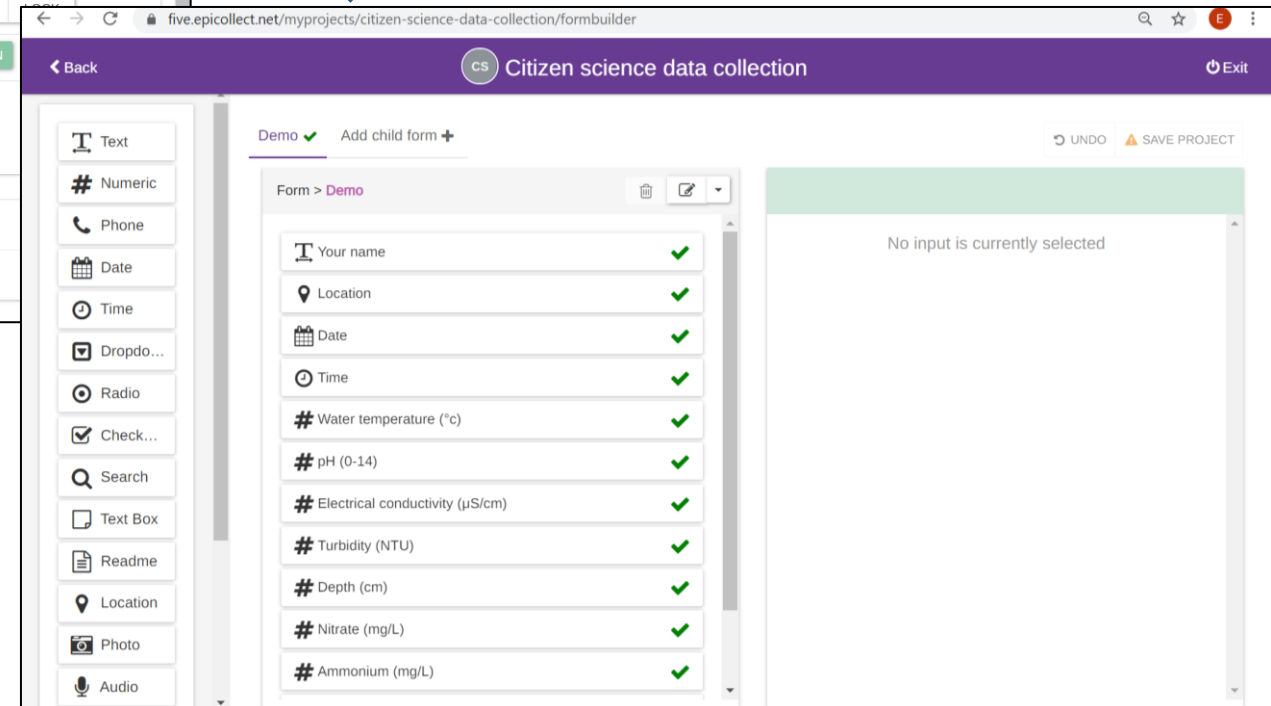 five.epicollect.net/myprojects/citizen-science-data-collection/formbuilder
E
Back
CS
Citizen science data collection
Exit
Text
Numeric
Phone
Date
Time
Dropdo...
Radio
Check...
Search
Text Box
Readme
Location
Photo
Audio
Demo
Add child form
UNDO
SAVE PROJECT
Form > Demo
Your name
Location
Date
Time
Water temperature (°c)
pH (0-14)
Electrical conductivity (µS/cm)
Turbidity (NTU)
Depth (cm)
Nitrate (mg/L)
Ammonium (mg/L)
No input is currently selected